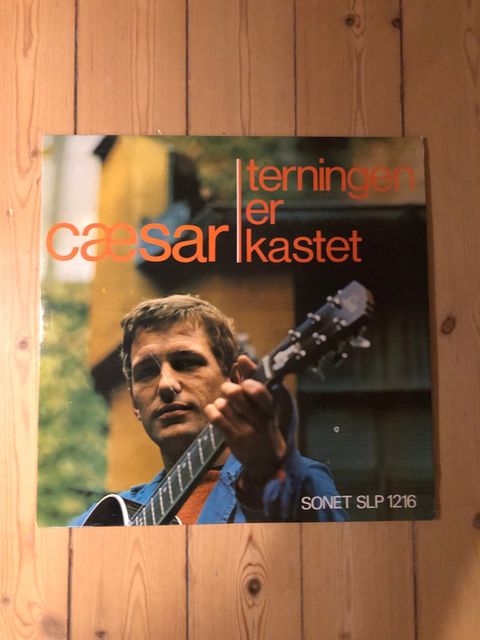 cæsar
terningen
er
kastet
SONET SLP 1216